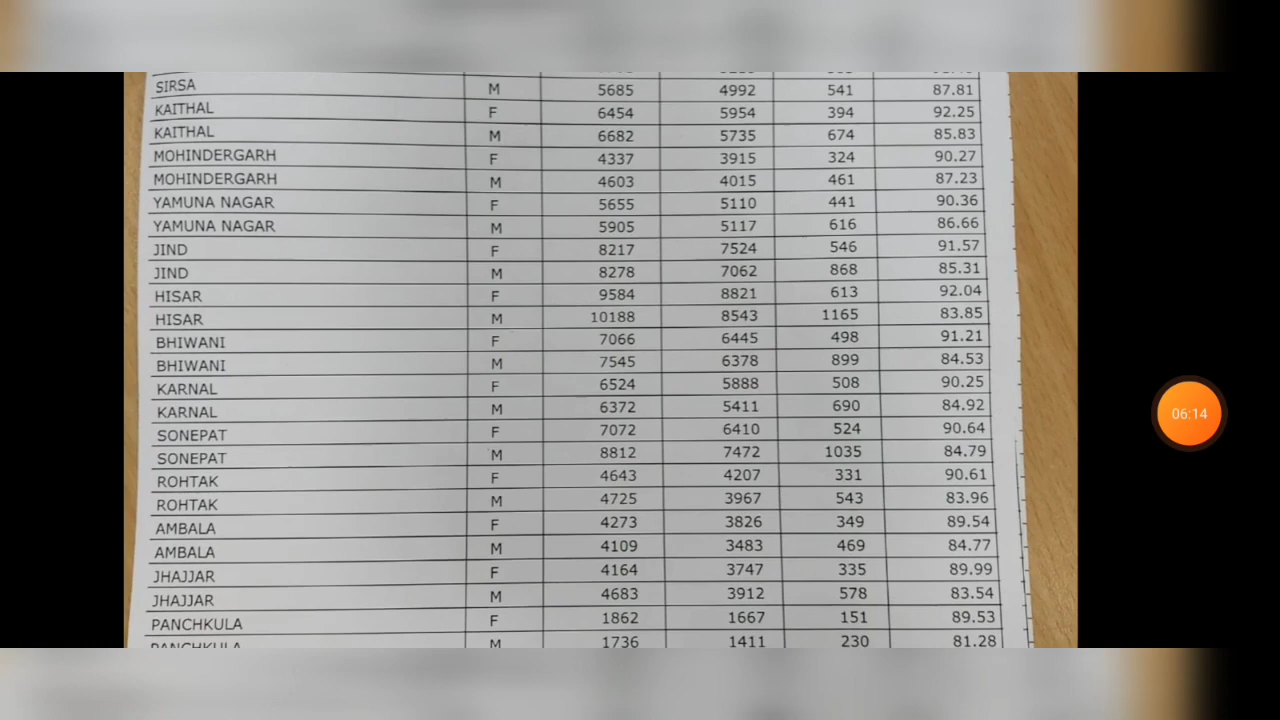 SIRSA M 5685 4992 541 87.81
KAITHAL F 6454 5954 394 92.25
KAITHAL M 6682 5735 674 85.83
MOHINDERGARH F 4337 3915 324 90.27
MOHINDERGARH M 4603 4015 461 87.23
YAMUNA NAGAR F 5655 5110 441 90.36
YAMUNA NAGAR M 5905 5117 616 86.66
JIND F 8217 7524 546 91.57
JIND M 8278 7062 868 85.31
HISAR F 9584 8821 613 92.04
HISAR M 10188 8543 1165 83.85
BHIWANI F 7066 6445 498 91.21
BHIWANI M 7545 6378 899 84.53
KARNAL F 6524 5888 508 90.25
KARNAL M 6372 5411 690 84.92
SONEPAT F 7072 6410 524 90.64
SONEPAT M 8812 7472 1035 84.79
ROHTAK F 4643 4207 331 90.61
ROHTAK M 4725 3967 543 83.96
AMBALA F 4273 3826 349 89.54
AMBALA M 4109 3483 469 84.77
JHAJJAR F 4164 3747 335 89.99
JHAJJAR M 4683 3912 578 83.54
PANCHKULA F 1862 1667 151 89.53
PANCHKULA M 1736 1411 230 81.28
06:14